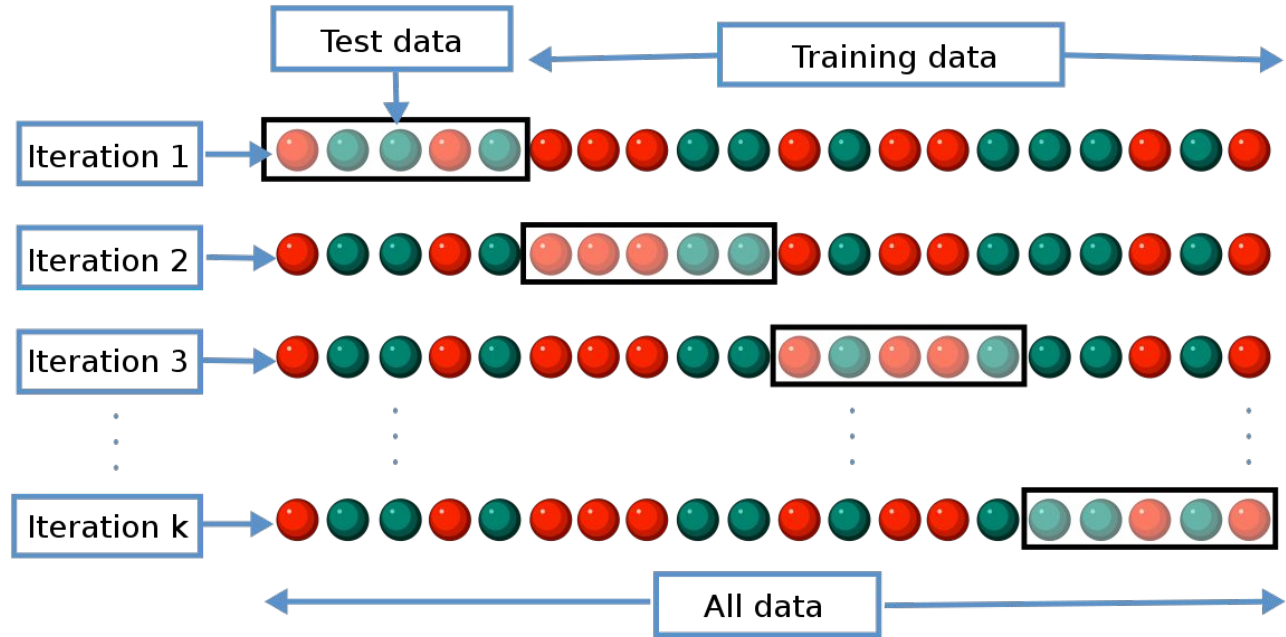 Test data
Training data
Iteration 1
Iteration 2
Iteration 3
Iteration k
All data